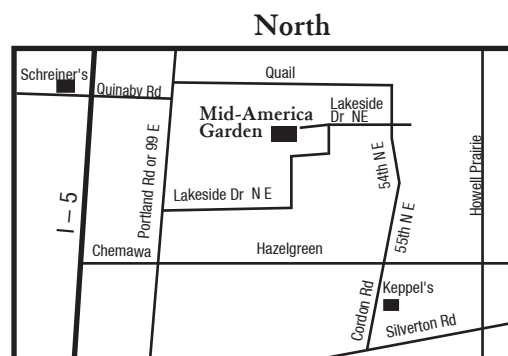 North
Schreiner's
Quinaby Rd
Quail
Mid-America
Garden
Lakeside
Dr NE
Lakeside Dr N E
Portland Rd or 99 E
I – 5
54th N E
55th N E
Howell Prairie
Chemawa
Hazelgreen
Cordon Rd
Keppel's
Silverton Rd